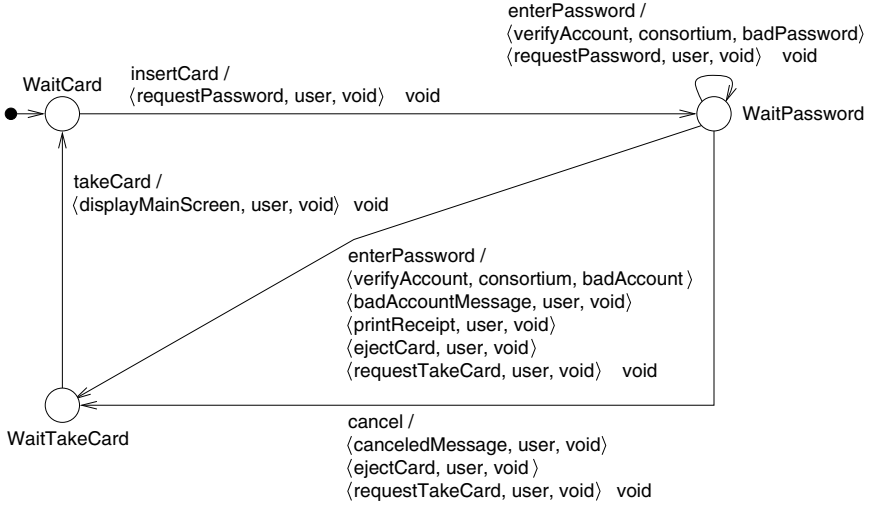 enterPassword /
⟨verifyAccount, consortium, badPassword⟩
⟨requestPassword, user, void⟩ void
WaitCard
insertCard /
⟨requestPassword, user, void⟩ void
WaitPassword
takeCard /
⟨displayMainScreen, user, void⟩ void
enterPassword /
⟨verifyAccount, consortium, badAccount⟩
⟨badAccountMessage, user, void⟩
⟨printReceipt, user, void⟩
⟨ejectCard, user, void⟩
⟨requestTakeCard, user, void⟩ void
WaitTakeCard
cancel /
⟨canceledMessage, user, void⟩
⟨ejectCard, user, void⟩
⟨requestTakeCard, user, void⟩ void